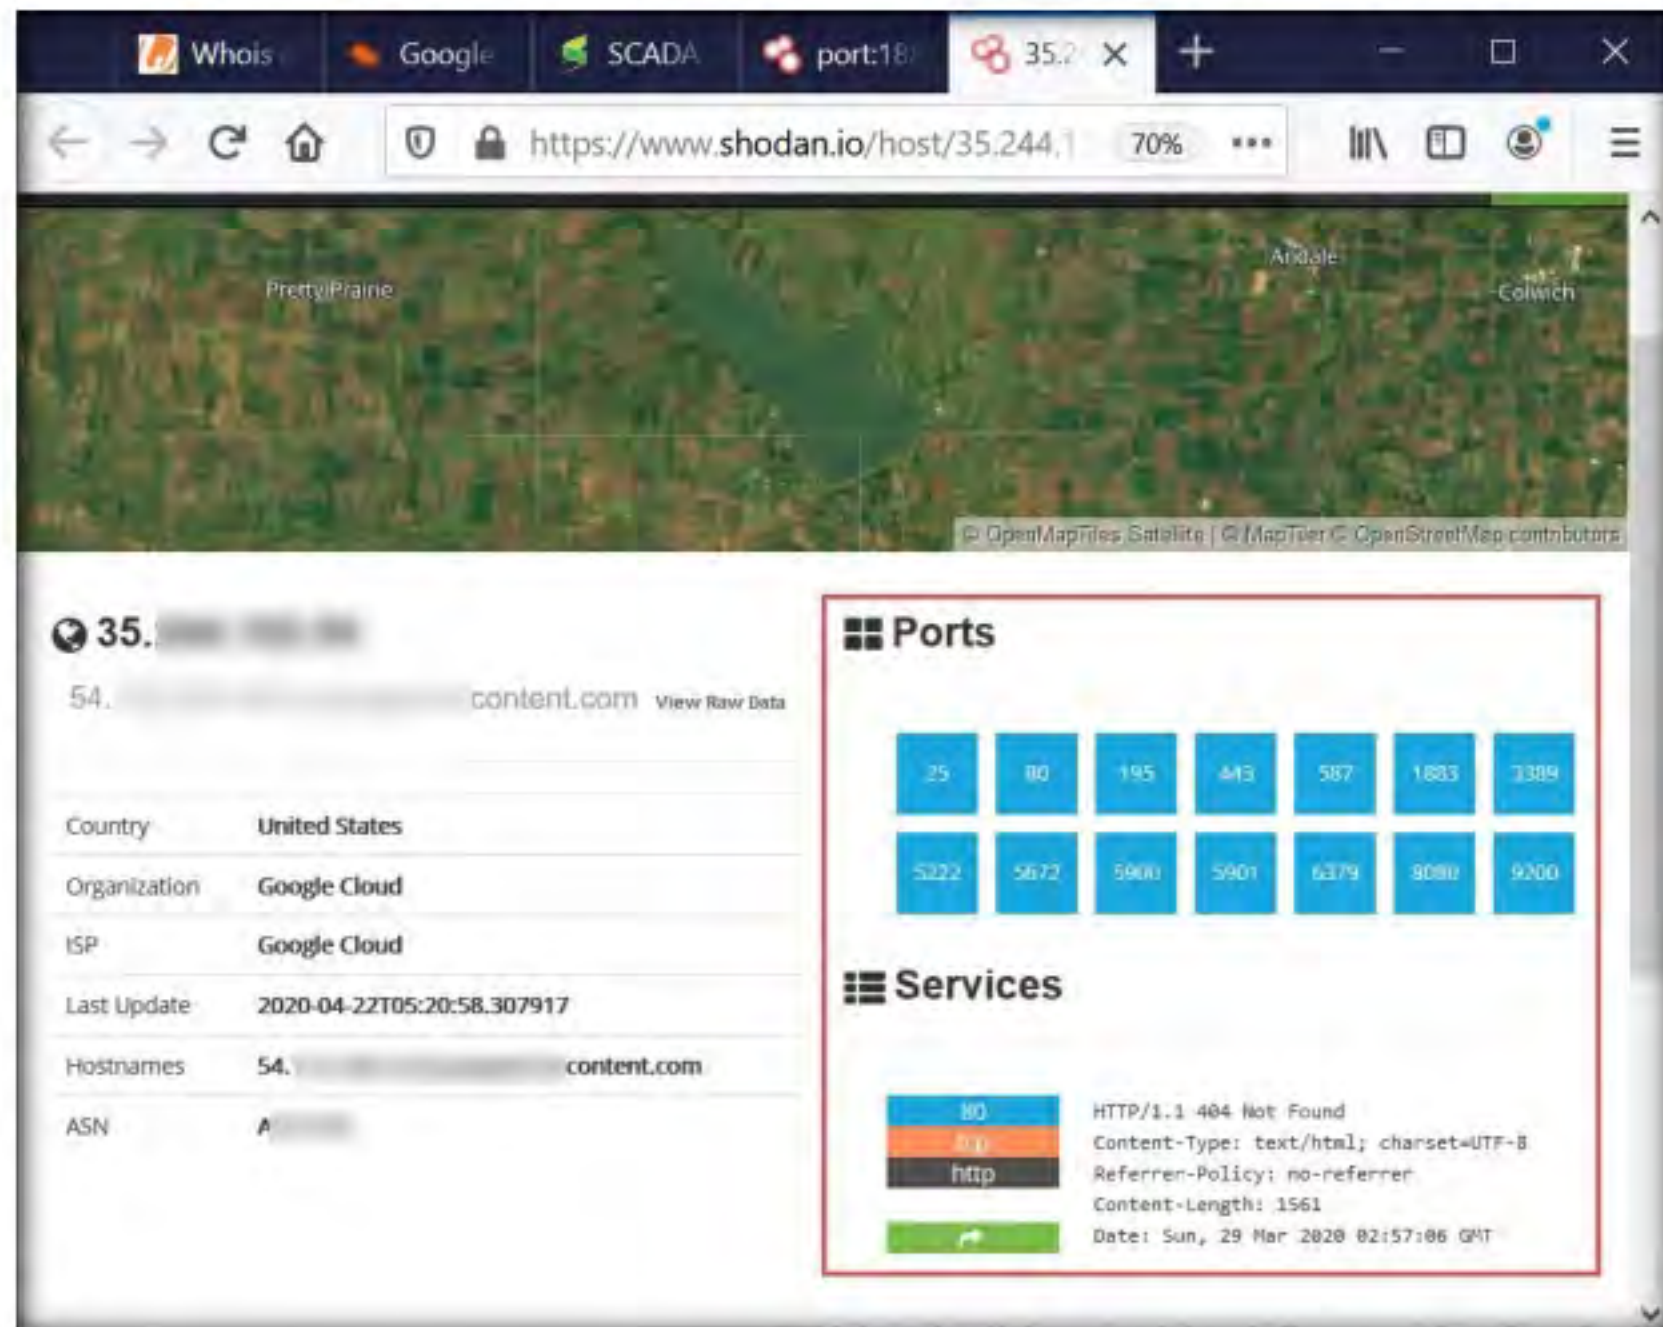 Whois
Google
SCADA
port:18
35.2
https://www.shodan.io/host/35.244.1
70%
Pretty Prairie
Andale
Colwich
© OpenMapTiles Satellite | © MapTiler © OpenStreetMap contributors
35.
54. content.com View Raw Data
Country United States
Organization Google Cloud
ISP Google Cloud
Last Update 2020-04-22T05:20:58.307917
Hostnames 54. content.com
ASN A
Ports
25 80 195 443 587 1883 3389
5222 5672 5900 5901 6379 8080 9200
Services
80
tcp
http
HTTP/1.1 404 Not Found
Content-Type: text/html; charset=UTF-8
Referrer-Policy: no-referrer
Content-Length: 1561
Date: Sun, 29 Mar 2020 02:57:06 GMT